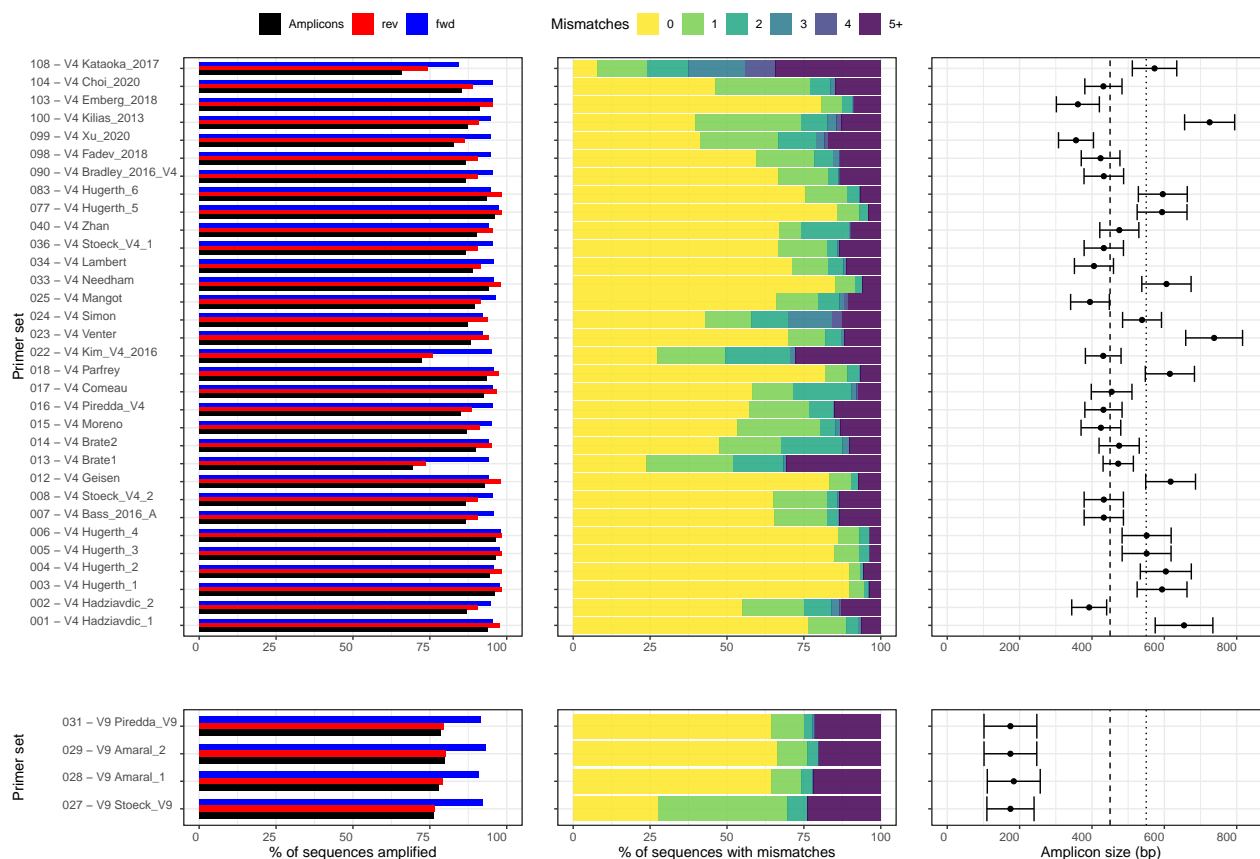 Amplicons rev fwd
Mismatches 0 1 2 3 4 5+
Primer set
108 – V4 Kataoka_2017
104 – V4 Choi_2020
103 – V4 Emberg_2018
100 – V4 Kilias_2013
099 – V4 Xu_2020
098 – V4 Fadev_2018
090 – V4 Bradley_2016_V4
083 – V4 Hugerth_6
077 – V4 Hugerth_5
040 – V4 Zhan
036 – V4 Stoeck_V4_1
034 – V4 Lambert
033 – V4 Needham
025 – V4 Mangot
024 – V4 Simon
023 – V4 Venter
022 – V4 Kim_V4_2016
018 – V4 Parfrey
017 – V4 Comeau
016 – V4 Piredda_V4
015 – V4 Moreno
014 – V4 Brate2
013 – V4 Brate1
012 – V4 Geisen
008 – V4 Stoeck_V4_2
007 – V4 Bass_2016_A
006 – V4 Hugerth_4
005 – V4 Hugerth_3
004 – V4 Hugerth_2
003 – V4 Hugerth_1
002 – V4 Hadziavdic_2
001 – V4 Hadziavdic_1
0 25 50 75 100
0 25 50 75 100
0 200 400 600 800
Primer set
031 – V9 Piredda_V9
029 – V9 Amaral_2
028 – V9 Amaral_1
027 – V9 Stoeck_V9
0 25 50 75 100
0 25 50 75 100
0 200 400 600 800
% of sequences amplified
% of sequences with mismatches
Amplicon size (bp)